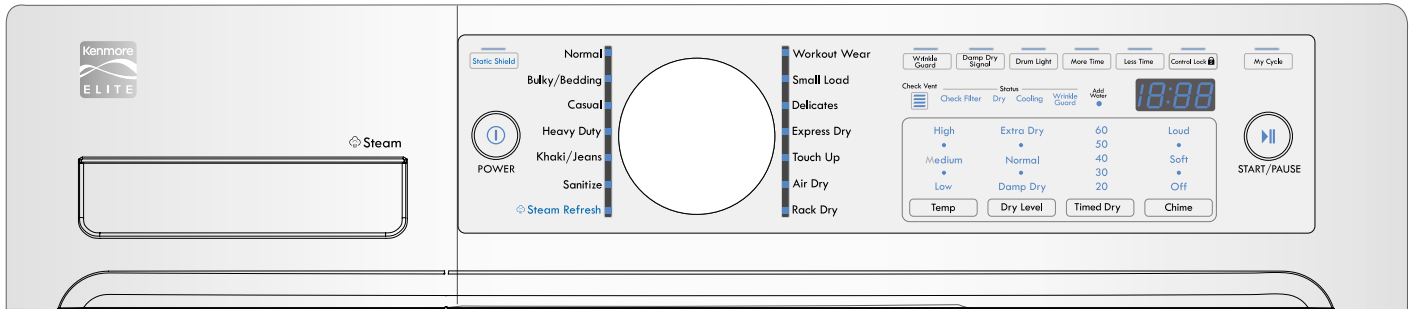 Kenmore
ELITE
Steam
Static Shield
POWER
Normal
Bulky/Bedding
Casual
Heavy Duty
Khaki/Jeans
Sanitize
Steam Refresh
Workout Wear
Small Load
Delicates
Express Dry
Touch Up
Air Dry
Rack Dry
Wrinkle
Guard
Damp Dry
Signal
Drum Light
More Time
Less Time
Control Lock
My Cycle
Check Vent
Status
Check Filter Dry Cooling
Wrinkle
Guard
Add
Water
18:88
High Extra Dry 60 Loud
50
Medium Normal 40 Soft
30
Low Damp Dry 20 Off
Temp Dry Level Timed Dry Chime
START/PAUSE